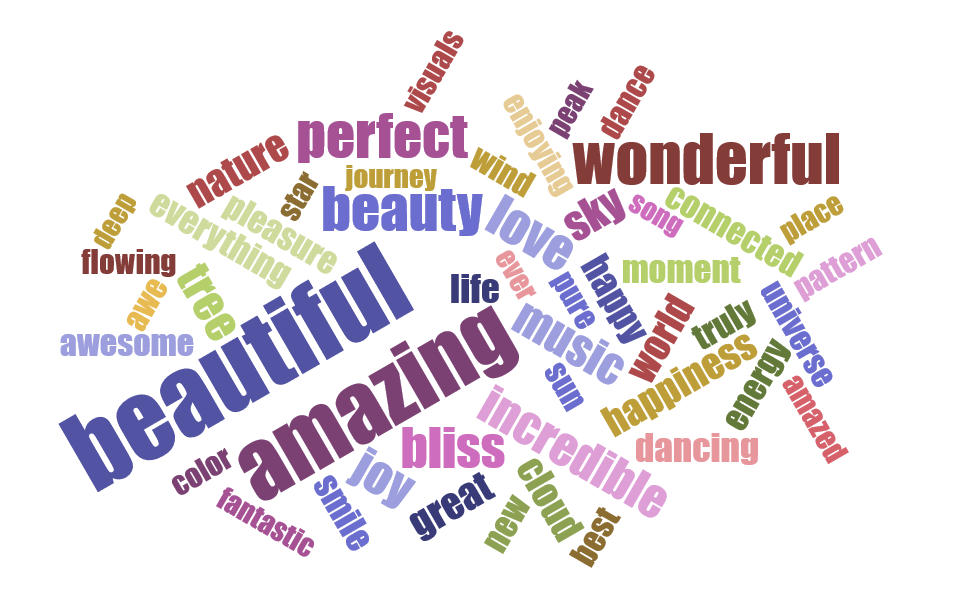 visuals
peak
dance
enjoying
perfect
wonderful
nature
wind
journey
star
beauty
sky
song
connected
place
deep
everything
pleasure
love
flowing
ever
pattern
moment
happy
life
pure
awe
tree
awesome
beautiful
music
world
truly
universe
amazing
sun
happiness
energy
amazed
incredible
bliss
dancing
color
joy
great
cloud
smile
fantastic
new
best